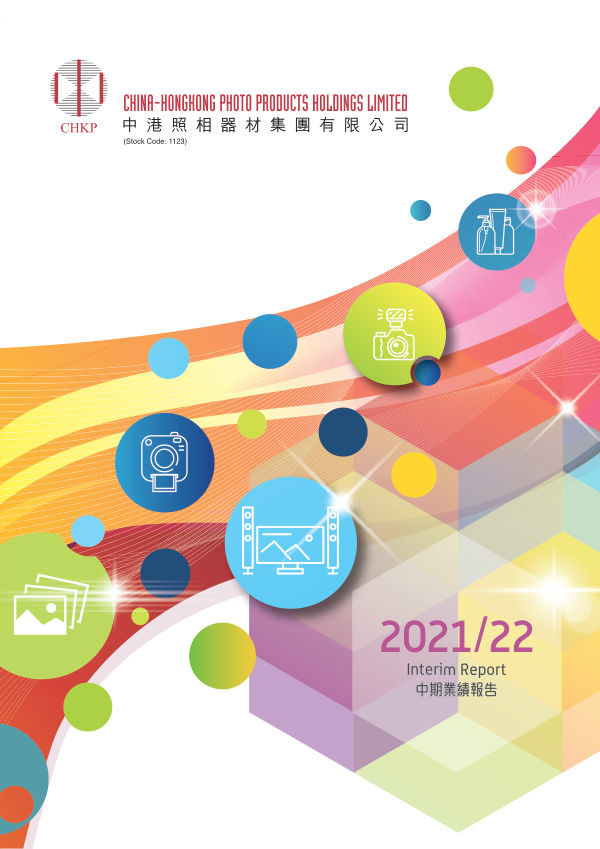 CHKP
CHINA-HONGKONG PHOTO PRODUCTS HOLDINGS LIMITED
中港照相器材集團有限公司
(Stock Code: 1123)
2021/22
Interim Report
中期業績報告